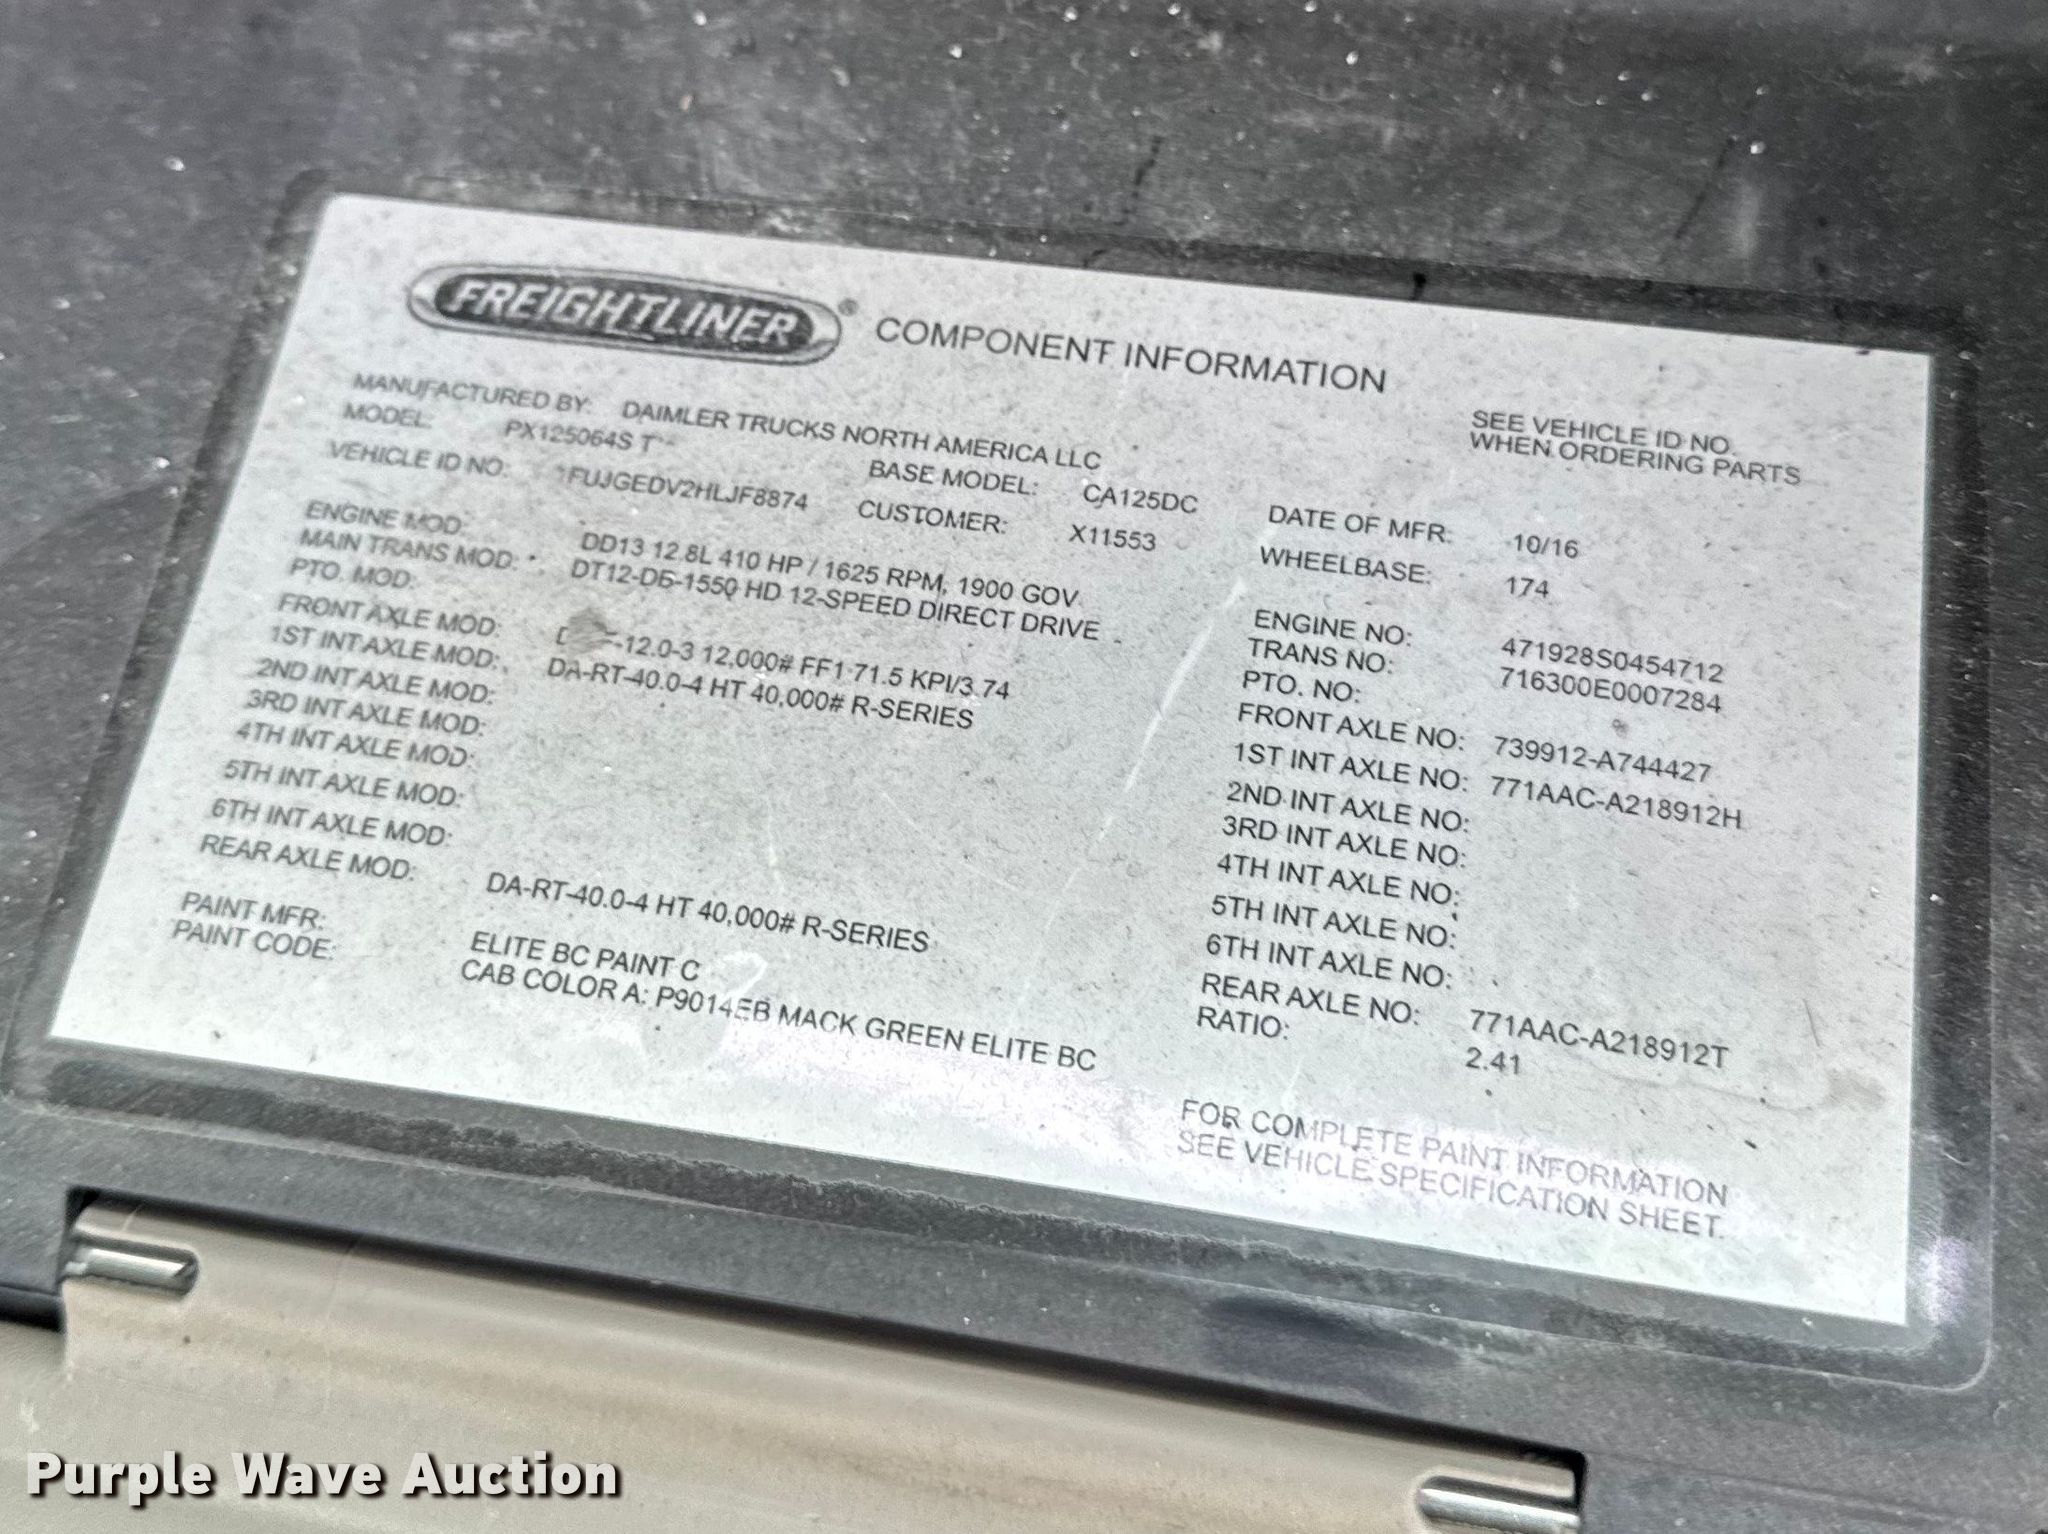 FREIGHTLINER® COMPONENT INFORMATION
MANUFACTURED BY: DAIMLER TRUCKS NORTH AMERICA LLC
MODEL: PX125064S T
BASE MODEL: CA125DC
SEE VEHICLE ID NO.
WHEN ORDERING PARTS
VEHICLE ID NO: 1FUJGEDV2HLJF8874
CUSTOMER: X11553
DATE OF MFR: 10/16
WHEELBASE: 174
ENGINE MOD: DD13 12.8L 410 HP / 1625 RPM, 1900 GOV.
MAIN TRANS MOD: DT12-DB-1550 HD 12-SPEED DIRECT DRIVE
PTO. MOD:
FRONT AXLE MOD: -12.0-3 12,000# FF1 71.5 KPI/3.74
1ST INT AXLE MOD: DA-RT-40.0-4 HT 40,000# R-SERIES
2ND INT AXLE MOD:
3RD INT AXLE MOD:
4TH INT AXLE MOD:
5TH INT AXLE MOD:
6TH INT AXLE MOD:
REAR AXLE MOD: DA-RT-40.0-4 HT 40,000# R-SERIES
PAINT MFR: ELITE BC PAINT C
PAINT CODE: CAB COLOR A: P9014EB MACK GREEN ELITE BC
ENGINE NO: 471928S0454712
TRANS NO: 716300E0007284
PTO. NO:
FRONT AXLE NO: 739912-A744427
1ST INT AXLE NO: 771AAC-A218912H
2ND INT AXLE NO:
3RD INT AXLE NO:
4TH INT AXLE NO:
5TH INT AXLE NO:
6TH INT AXLE NO:
REAR AXLE NO: 771AAC-A218912T
RATIO: 2.41
FOR COMPLETE PAINT INFORMATION
SEE VEHICLE SPECIFICATION SHEET.
Purple Wave Auction